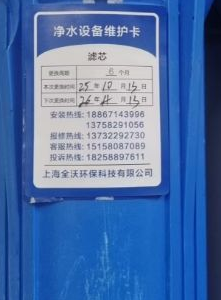 净水设备维护卡
滤芯
更换周期 6 个月
本次更换时间 25 年 10 月 15 日
下次更换时间 26 年 4 月 15 日
安装热线: 18867143996
13758291056
报修热线: 13732292730
客服热线: 15158087089
投诉热线: 18258897611
上海全沃环保科技有限公司